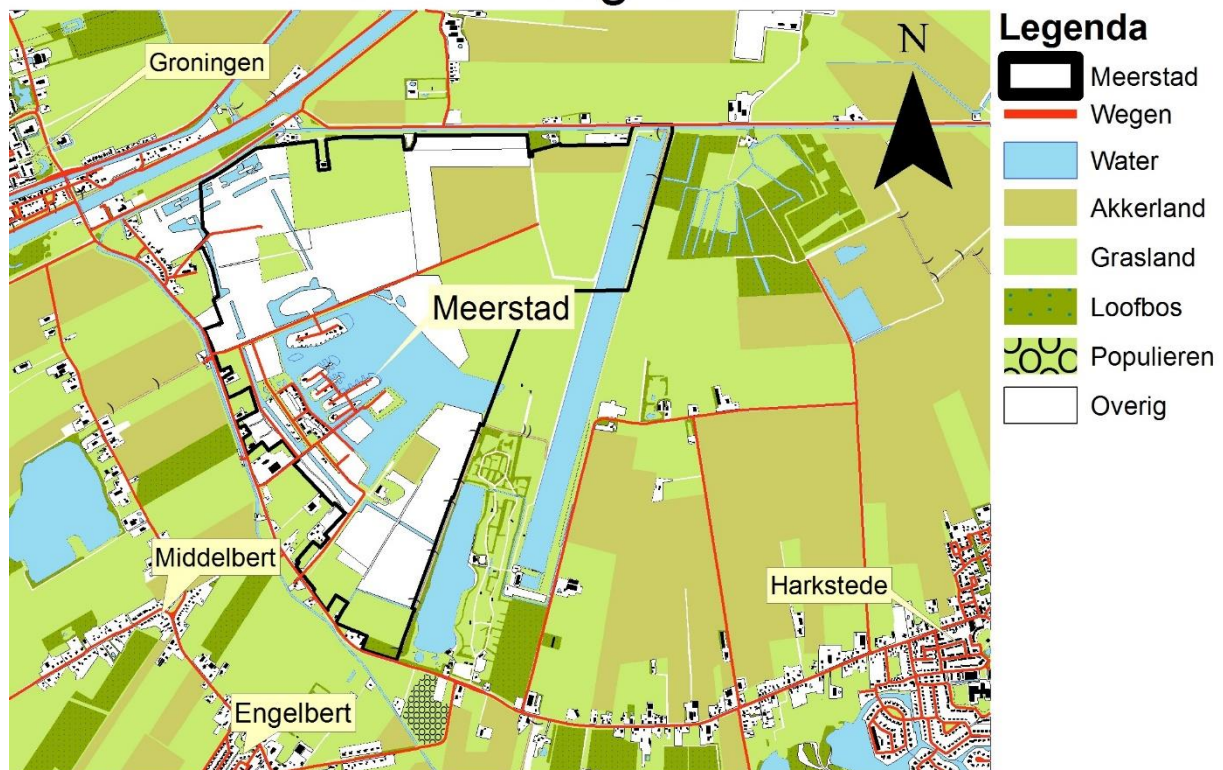 Legenda
N
Meerstad
Wegen
Water
Akkerland
Grasland
Loofbos
Populieren
Overig
Groningen
Meerstad
Middelbert
Harkstede
Engelbert